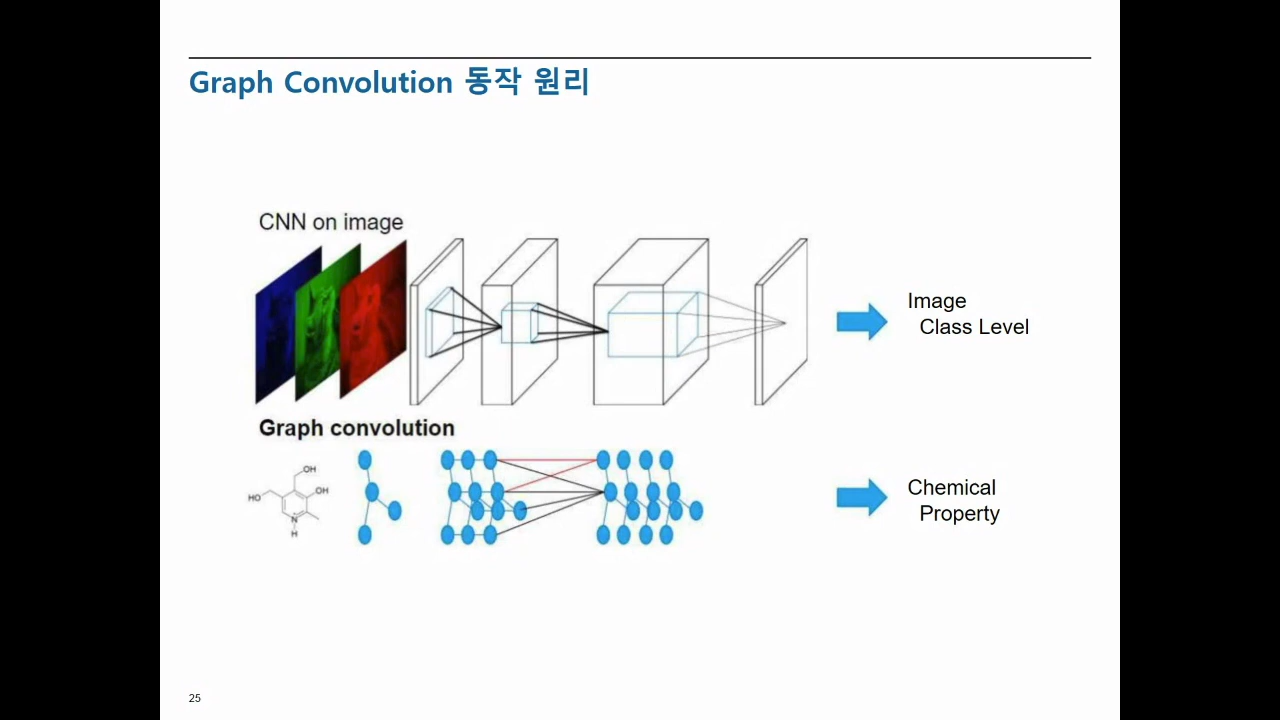 Graph Convolution 동작 원리
CNN on image
Image
Class Level
Graph convolution
OH
HO
OH
N
H
Chemical
Property
25